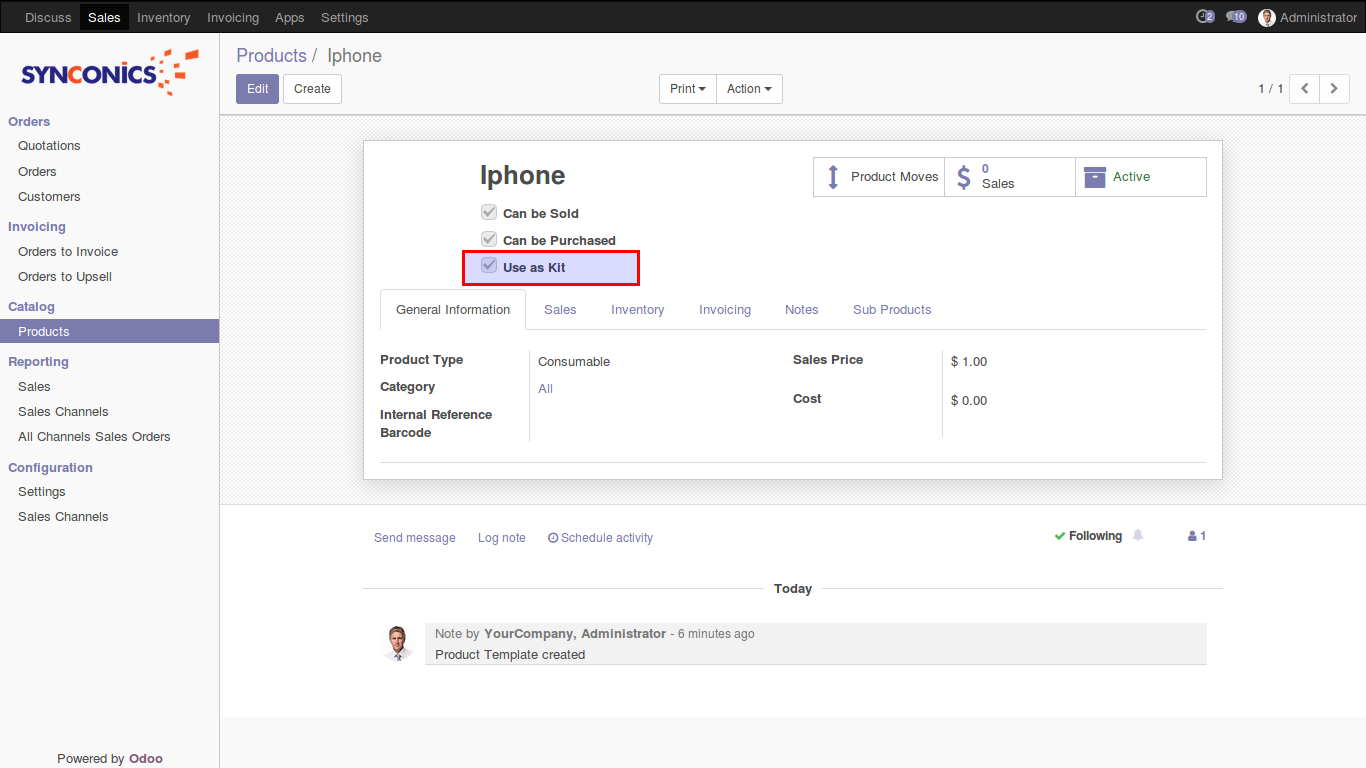 Discuss Sales Inventory Invoicing Apps Settings 2 10 Administrator
SYNCONICS
Orders
Quotations
Orders
Customers
Invoicing
Orders to Invoice
Orders to Upsell
Catalog
Products
Reporting
Sales
Sales Channels
All Channels Sales Orders
Configuration
Settings
Sales Channels
Powered by Odoo
Products / Iphone
Edit Create Print Action 1 / 1
Iphone
Product Moves
0
Sales
Active
Can be Sold
Can be Purchased
Use as Kit
General Information Sales Inventory Invoicing Notes Sub Products
Product Type Consumable
Category All
Internal Reference
Barcode
Sales Price $ 1.00
Cost $ 0.00
Send message Log note Schedule activity Following 1
Today
Note by YourCompany, Administrator - 6 minutes ago
Product Template created